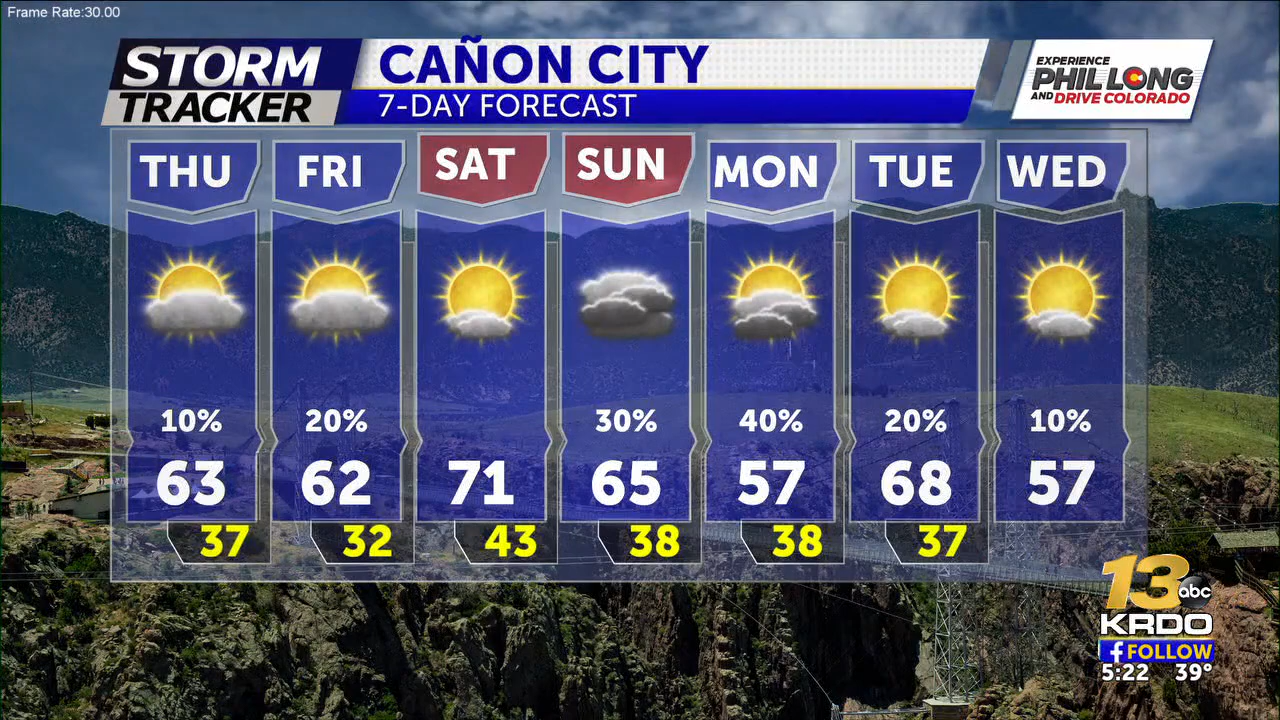 Frame Rate:30.00
STORM
TRACKER
CAÑON CITY
7-DAY FORECAST
EXPERIENCE
PHIL LONG
AND DRIVE COLORADO
THU FRI SAT SUN MON TUE WED
10% 20% 30% 40% 20% 10%
63 62 71 65 57 68 57
37 32 43 38 38 37
13 abc
KRDO
f FOLLOW
5:22 39°